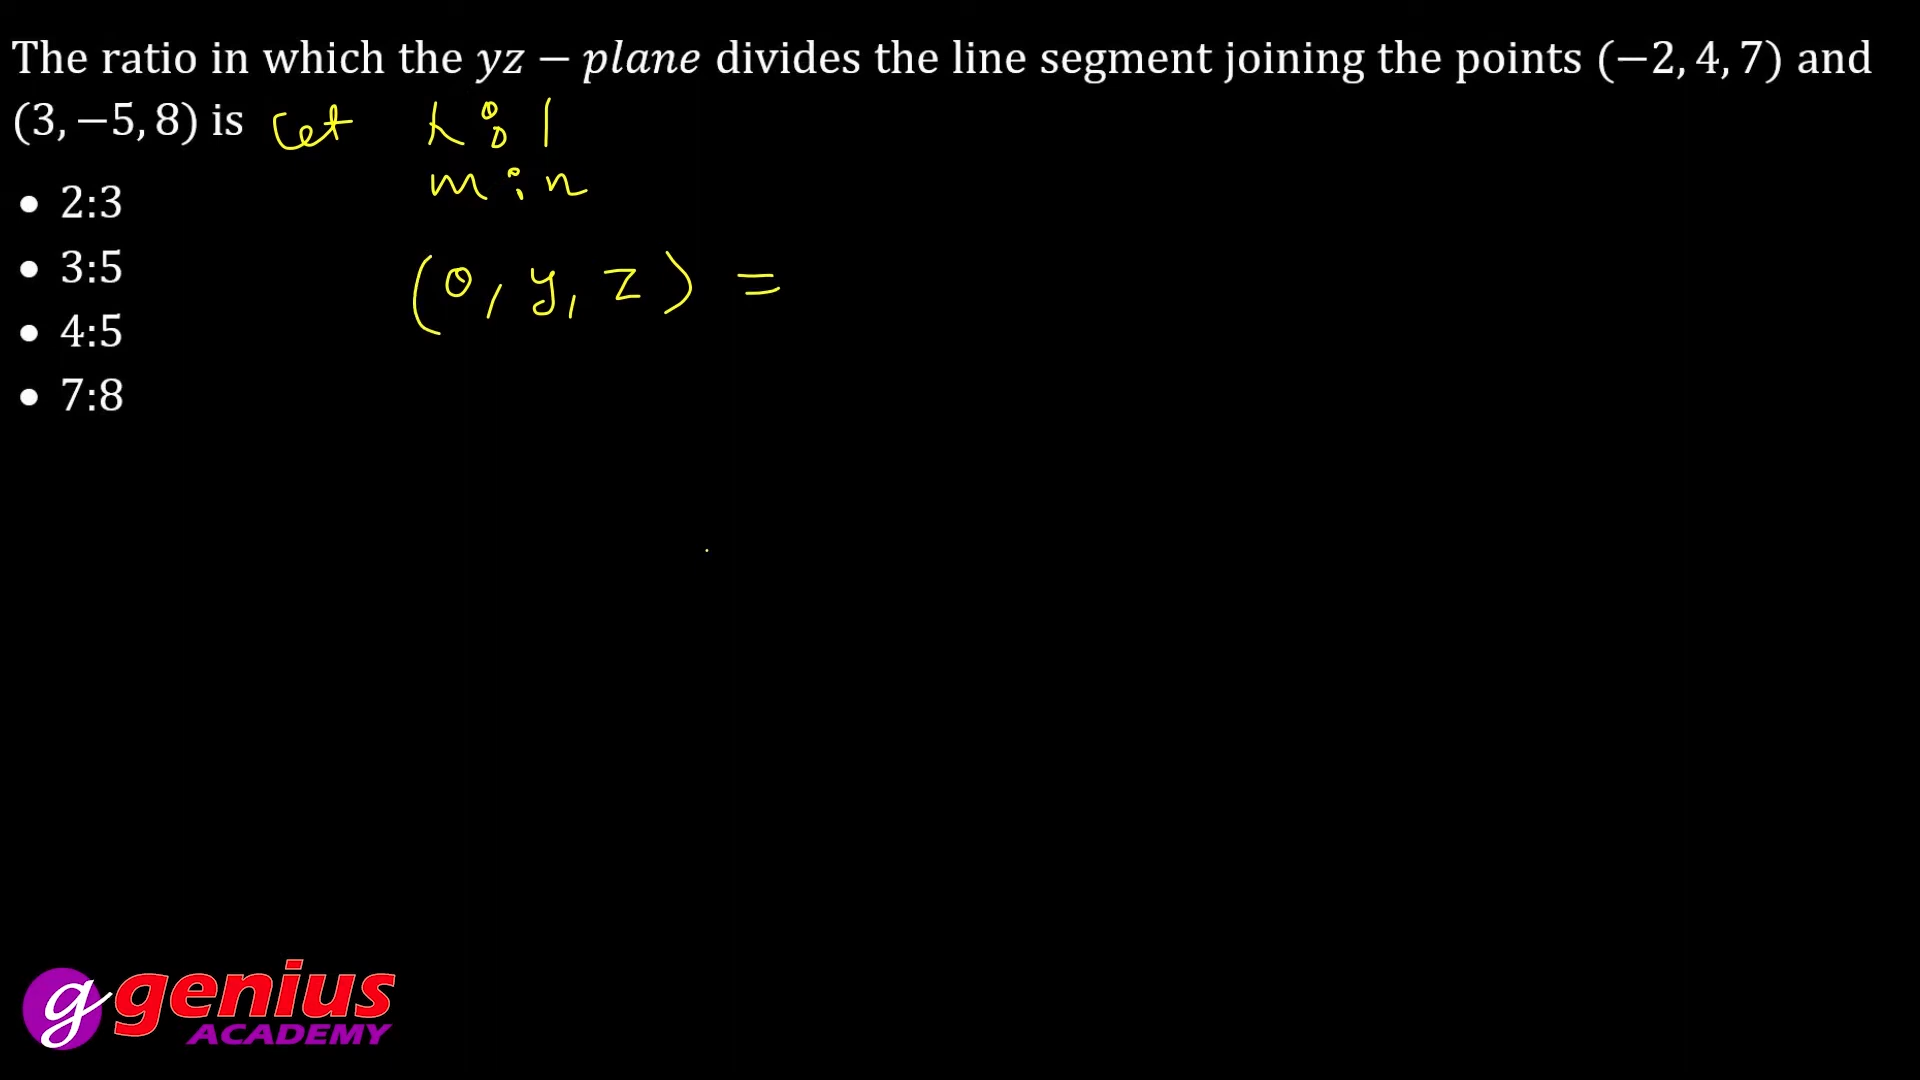 The ratio in which the yz − plane divides the line segment joining the points (−2, 4, 7) and
(3, −5, 8) is Let λ : 1
m : n
• 2:3
• 3:5
• 4:5
• 7:8
(0, y, z) =
g genius
ACADEMY